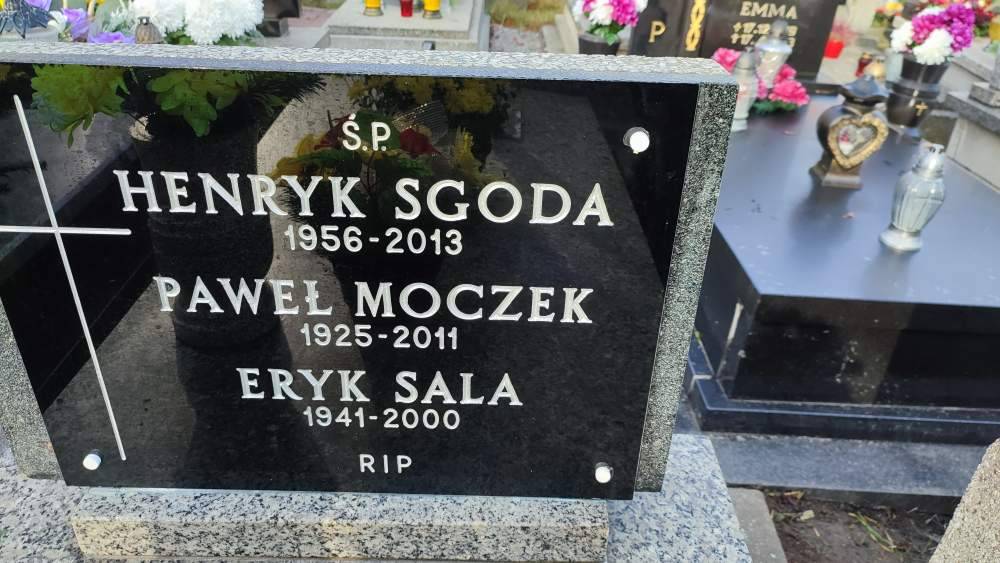 Ś.P.
HENRYK SGODA
1956-2013
PAWEŁ MOCZEK
1925-2011
ERYK SALA
1941-2000
RIP
P
EMMA